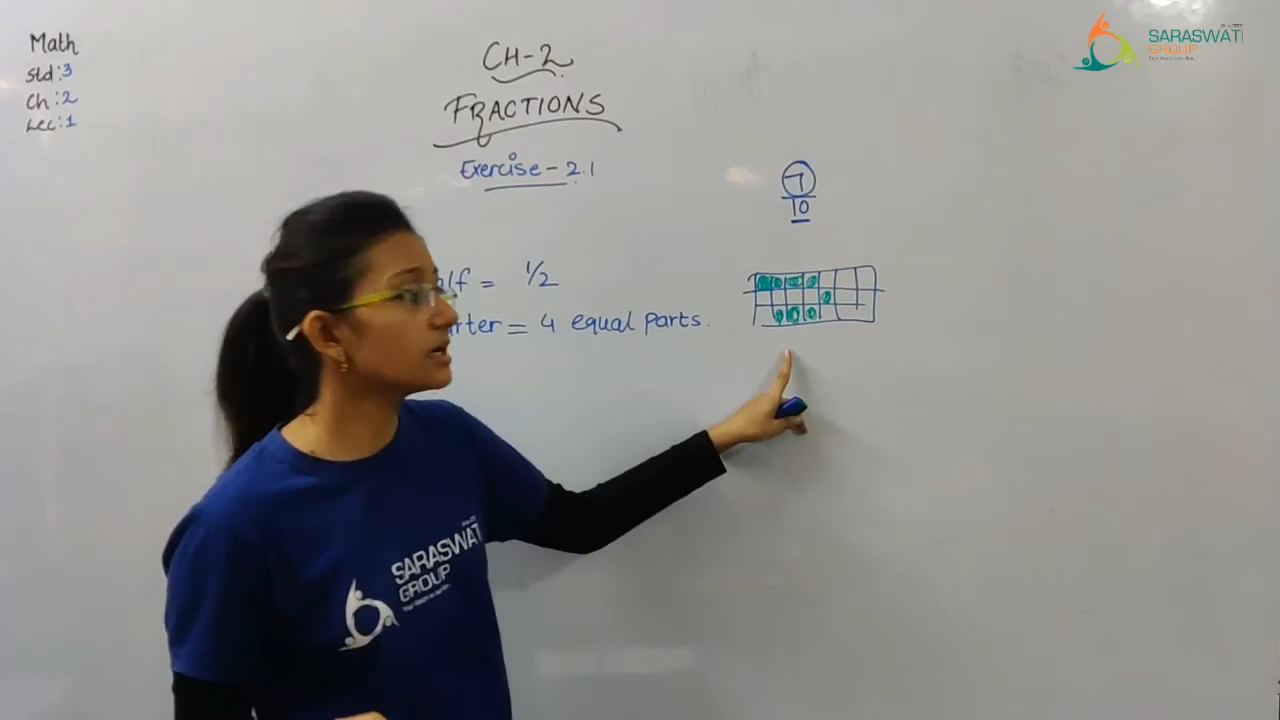 Math
Std:3
Ch:2
Lec:1
CH-2
FRACTIONS
Exercise-2.1
7
10
alf = 1/2
arter = 4 equal parts.
SARASWATI
GROUP
SARASWATI
GROUP